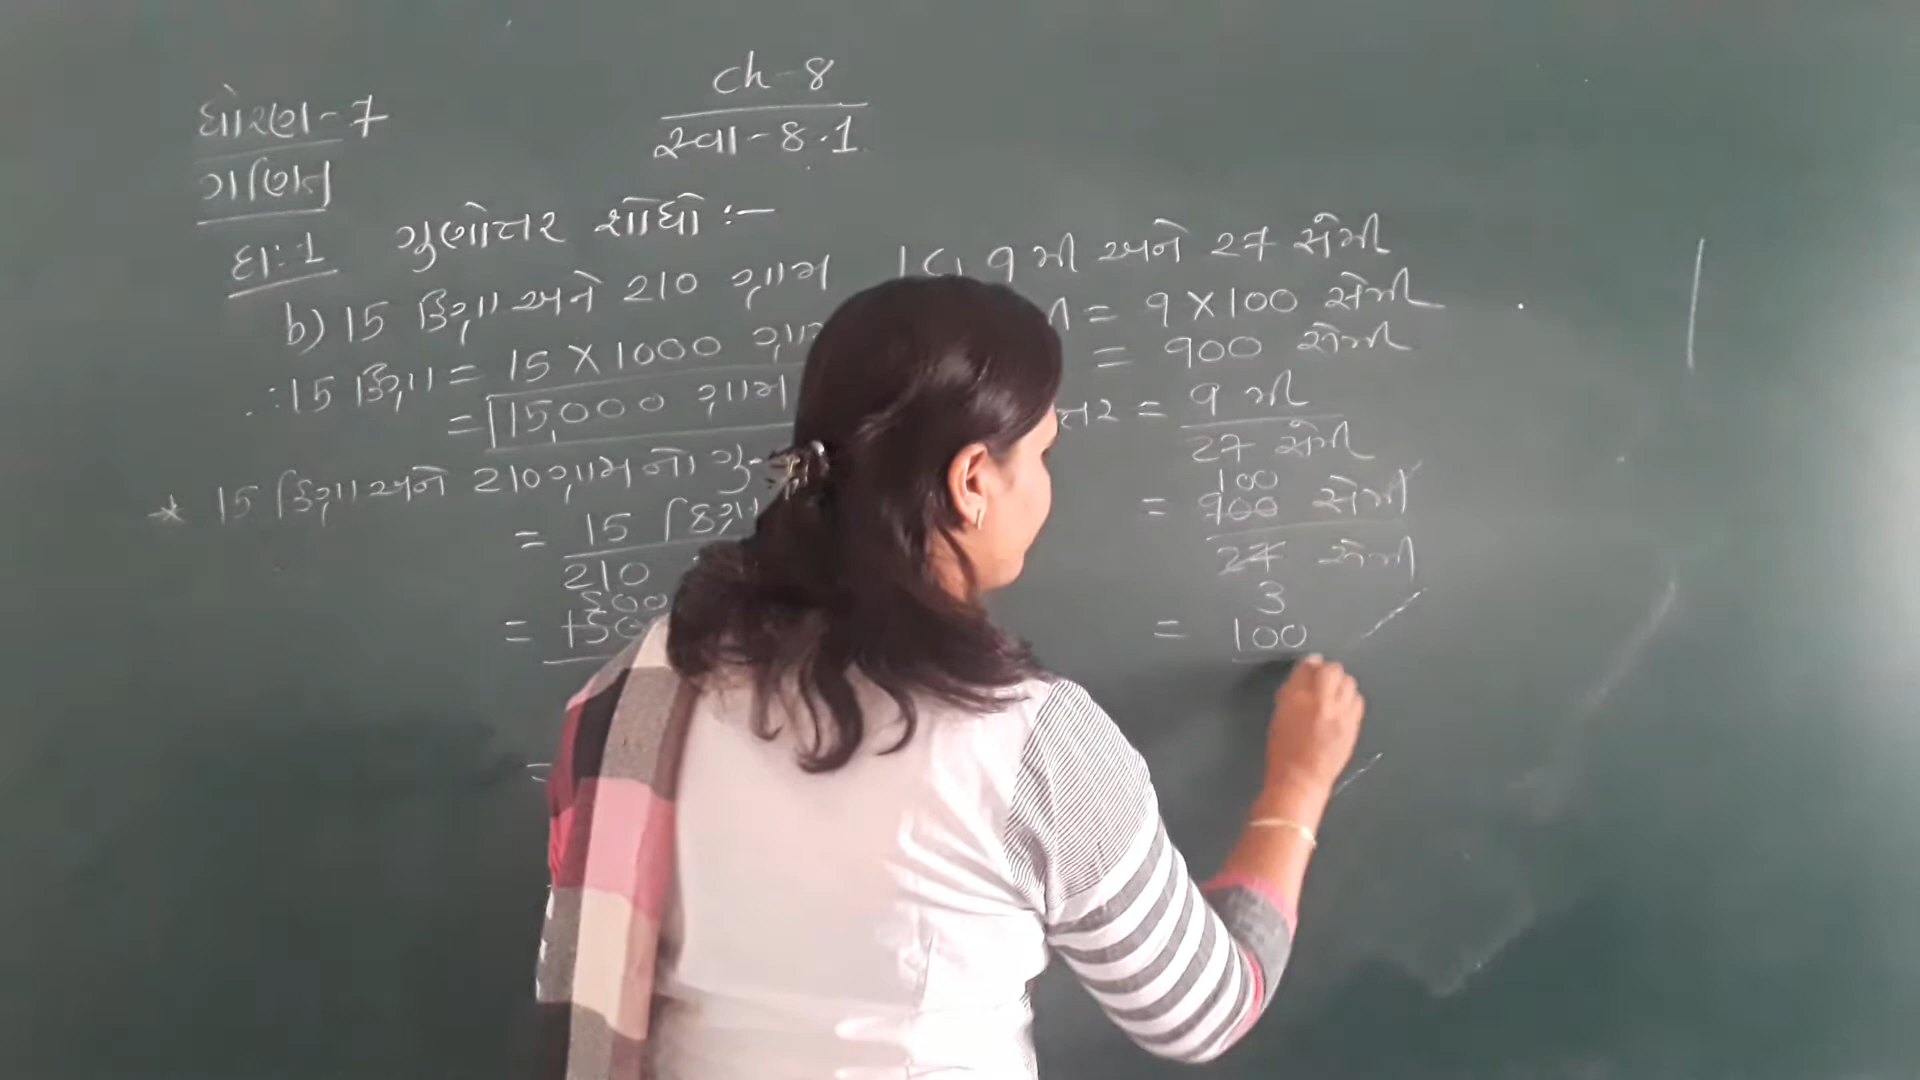 ધોરણ-7
ગણિત
Ch-8
સ્વા-8.1
દા:1 ગુણોત્તર શોધો :-
b) 15 કિગ્રા અને 210 ગ્રામ
∴ 15 કિગ્રા = 15 X 1000
= 15,000 ગ્રામ
* 15 કિગ્રા અને 210 ગ્રામ નો
= 15 કિગ્રા
210
500
=
=
9 મી અને 27 સેમી
= 9 X 100 સેમી
= 900 સેમી
= 9 મી
27 સેમી
100
= 900 સેમી
27 સેમી
3
= 100